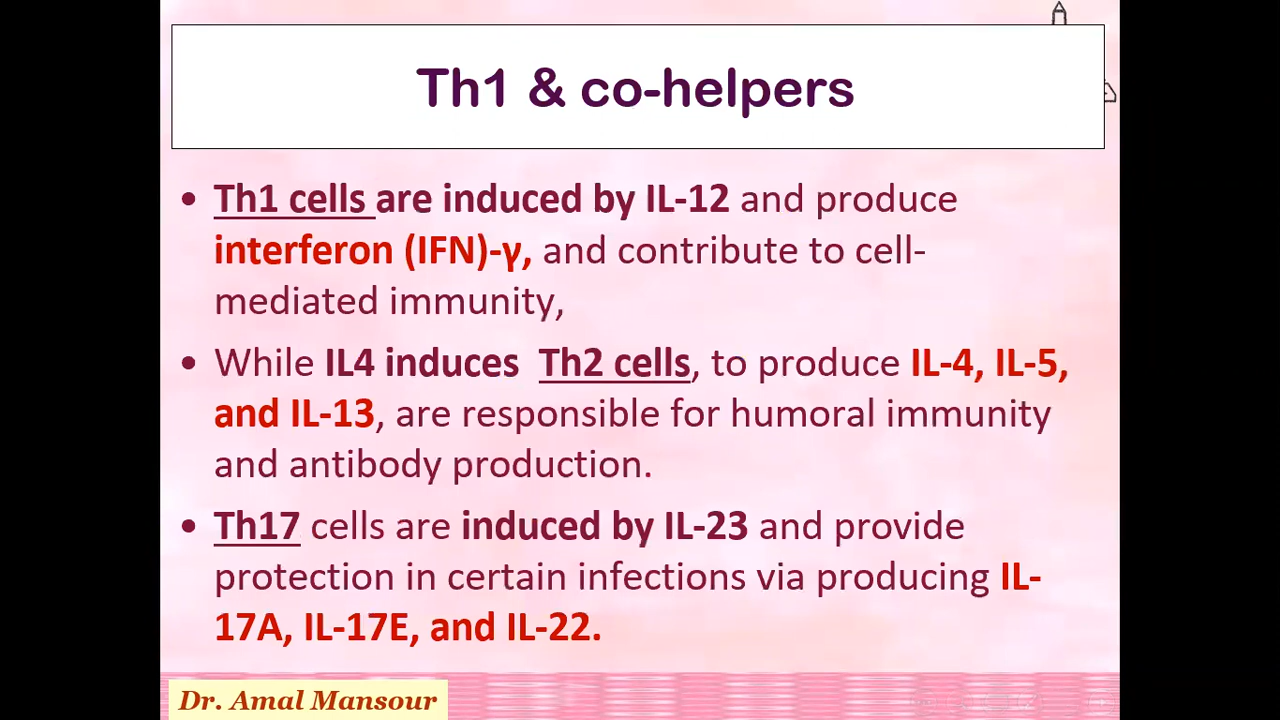 Th1 & co-helpers
• Th1 cells are induced by IL-12 and produce
interferon (IFN)-γ, and contribute to cell-
mediated immunity,
• While IL4 induces Th2 cells, to produce IL-4, IL-5,
and IL-13, are responsible for humoral immunity
and antibody production.
• Th17 cells are induced by IL-23 and provide
protection in certain infections via producing IL-
17A, IL-17E, and IL-22.
Dr. Amal Mansour